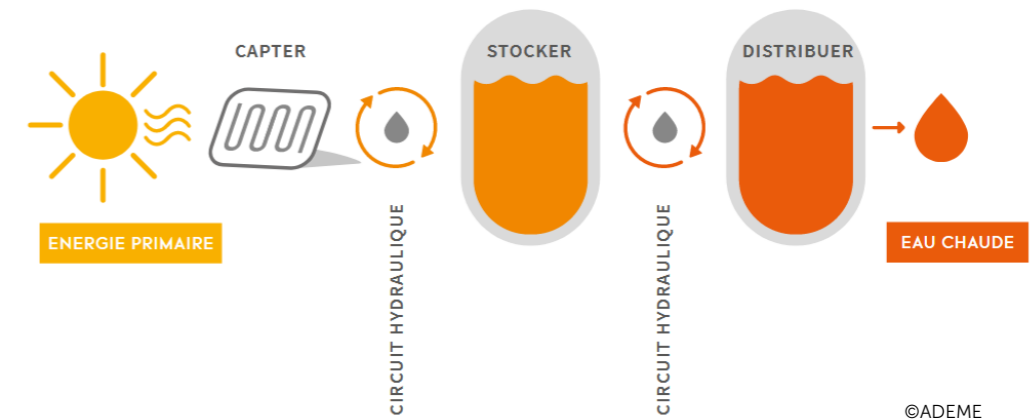 CAPTER
STOCKER
DISTRIBUER
ENERGIE PRIMAIRE
CIRCUIT HYDRAULIQUE
CIRCUIT HYDRAULIQUE
EAU CHAUDE
©ADEME